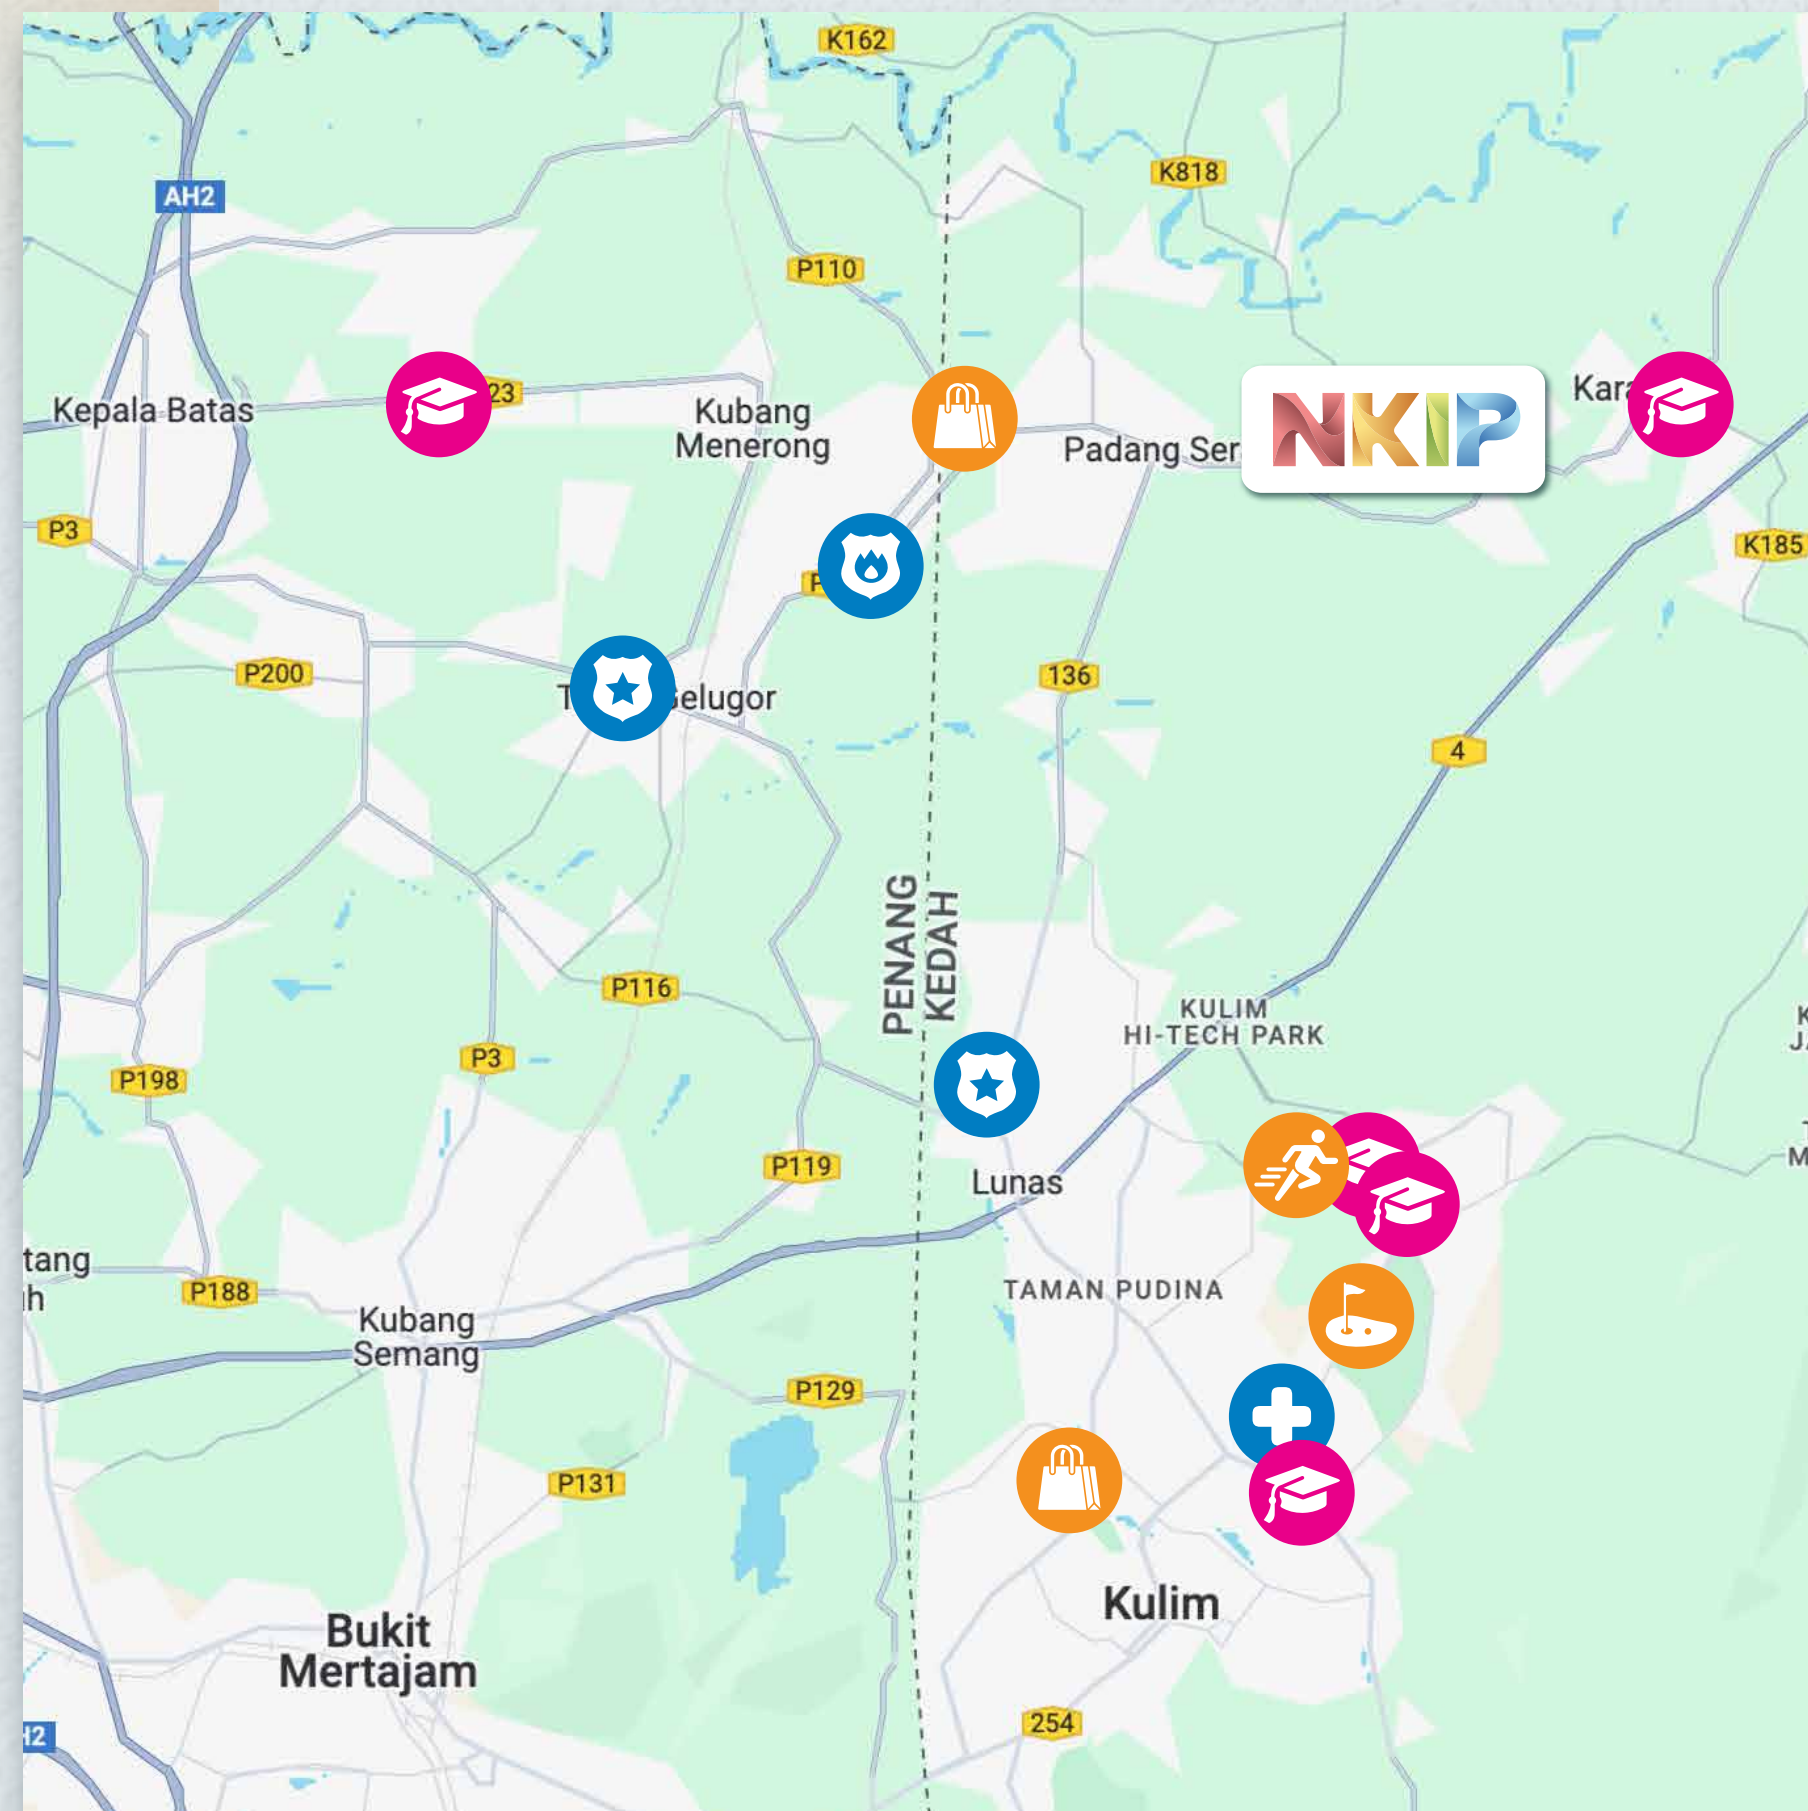 K162
K818
AH2
P110
Kepala Batas
23
Kubang
Menerong
Padang Ser
NKIP
Kara
P3
K185
P200
elugor
136
4
PENANG
KEDAH
P116
KULIM
HI-TECH PARK
P3
P198
P119
Lunas
tang
h
P188
TAMAN PUDINA
Kubang
Semang
P129
P131
Kulim
Bukit
Mertajam
254
H2